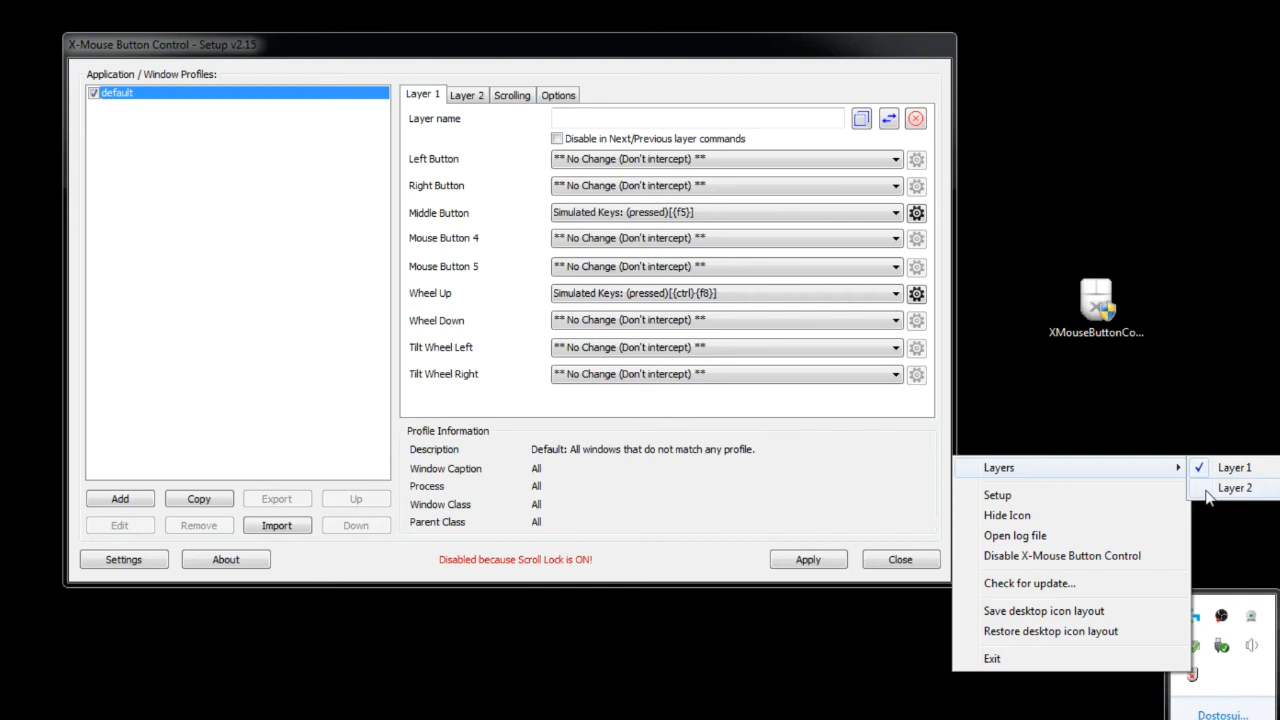 X-Mouse Button Control - Setup v2.15
Application / Window Profiles:
default
Layer 1
Layer 2
Scrolling
Options
Layer name
Disable in Next/Previous layer commands
Left Button
** No Change (Don't intercept) **
Right Button
** No Change (Don't intercept) **
Middle Button
Simulated Keys: (pressed)[{f5}]
Mouse Button 4
** No Change (Don't intercept) **
Mouse Button 5
** No Change (Don't intercept) **
Wheel Up
Simulated Keys: (pressed)[{ctrl}{f8}]
Wheel Down
** No Change (Don't intercept) **
Tilt Wheel Left
** No Change (Don't intercept) **
Tilt Wheel Right
** No Change (Don't intercept) **
Profile Information
Description
Default: All windows that do not match any profile.
Window Caption
All
Process
All
Window Class
All
Parent Class
All
Add
Copy
Export
Up
Edit
Remove
Import
Down
Settings
About
Disabled because Scroll Lock is ON!
Apply
Close
XMouseButtonCo...
Layers
Layer 1
Layer 2
Setup
Hide Icon
Open log file
Disable X-Mouse Button Control
Check for update...
Save desktop icon layout
Restore desktop icon layout
Exit
Dostosui...